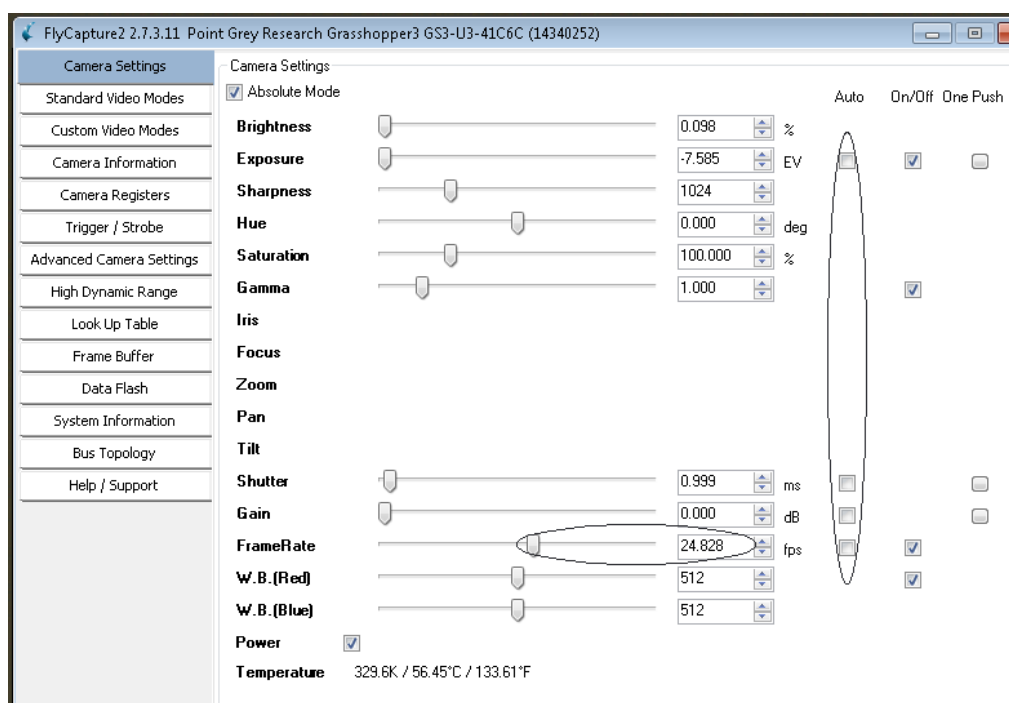 FlyCapture2 2.7.3.11 Point Grey Research Grasshopper3 GS3-U3-41C6C (14340252)
Camera Settings
Standard Video Modes
Custom Video Modes
Camera Information
Camera Registers
Trigger / Strobe
Advanced Camera Settings
High Dynamic Range
Look Up Table
Frame Buffer
Data Flash
System Information
Bus Topology
Help / Support
Camera Settings
Absolute Mode
Auto On/Off One Push
Brightness 0.098 %
Exposure -7.585 EV
Sharpness 1024
Hue 0.000 deg
Saturation 100.000 %
Gamma 1.000
Iris
Focus
Zoom
Pan
Tilt
Shutter 0.999 ms
Gain 0.000 dB
FrameRate 24.828 fps
W.B.(Red) 512
W.B.(Blue) 512
Power
Temperature 329.6K / 56.45°C / 133.61°F